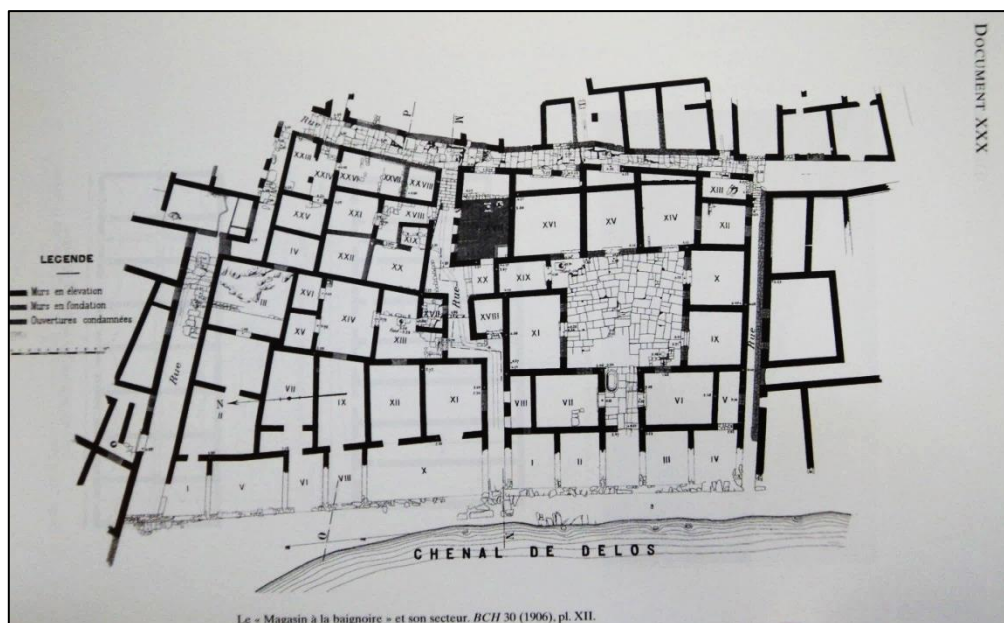 DOCUMENT XXX
LEGENDE
Murs en élévation
Murs en fondation
Ouvertures condamnées
Rue
P
M
XXIII
XXIV
XXVI
XXVII
XXVIII
XXV
XXI
XVIII
XIX
IV
XXII
XX
III
XVI
XIV
XV
XIII
XVII
Rue
Rue
VII
N
IX
XII
XI
I
V
VI
VIII
X
XVI
XV
XIV
XIII
XII
XX
XIX
XVIII
XI
X
IX
VIII
VII
VI
V
I
II
III
IV
Rue
O
N
CHENAL DE DELOS
Le « Magasin à la baignoire » et son secteur. BCH 30 (1906), pl. XII.